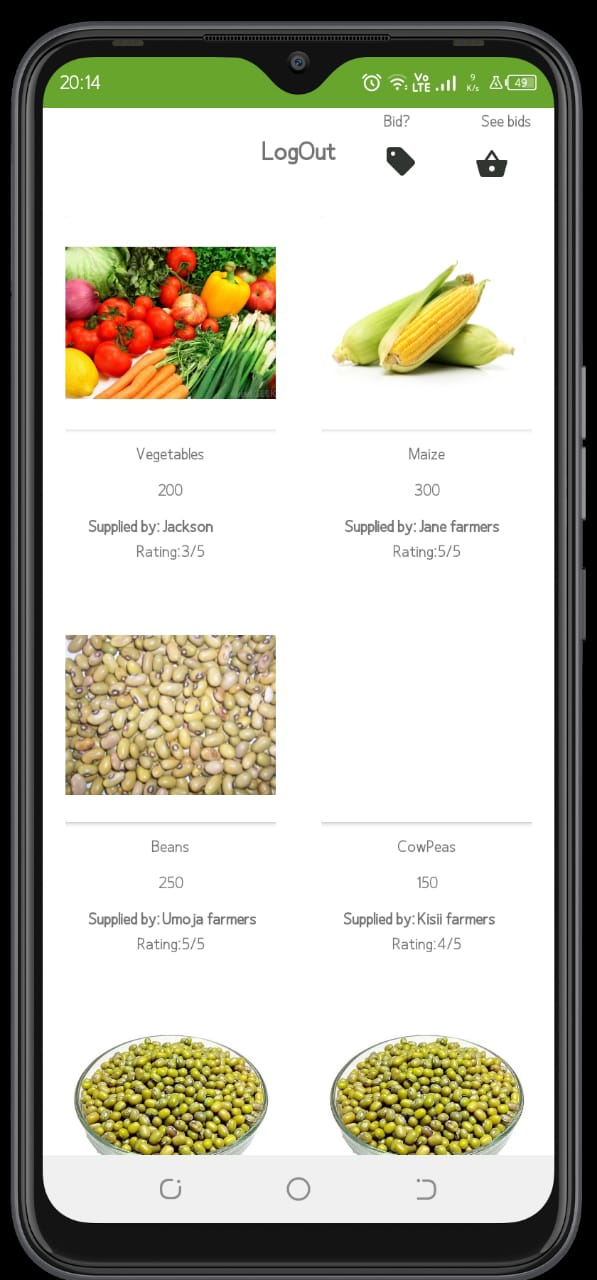 20:14
Vo
LTE
9
K/s
49
Bid?
See bids
LogOut
Vegetables
Maize
200
300
Supplied by: Jackson
Supplied by: Jane farmers
Rating:3/5
Rating:5/5
Beans
CowPeas
250
150
Supplied by: Umoja farmers
Supplied by: Kisii farmers
Rating:5/5
Rating:4/5